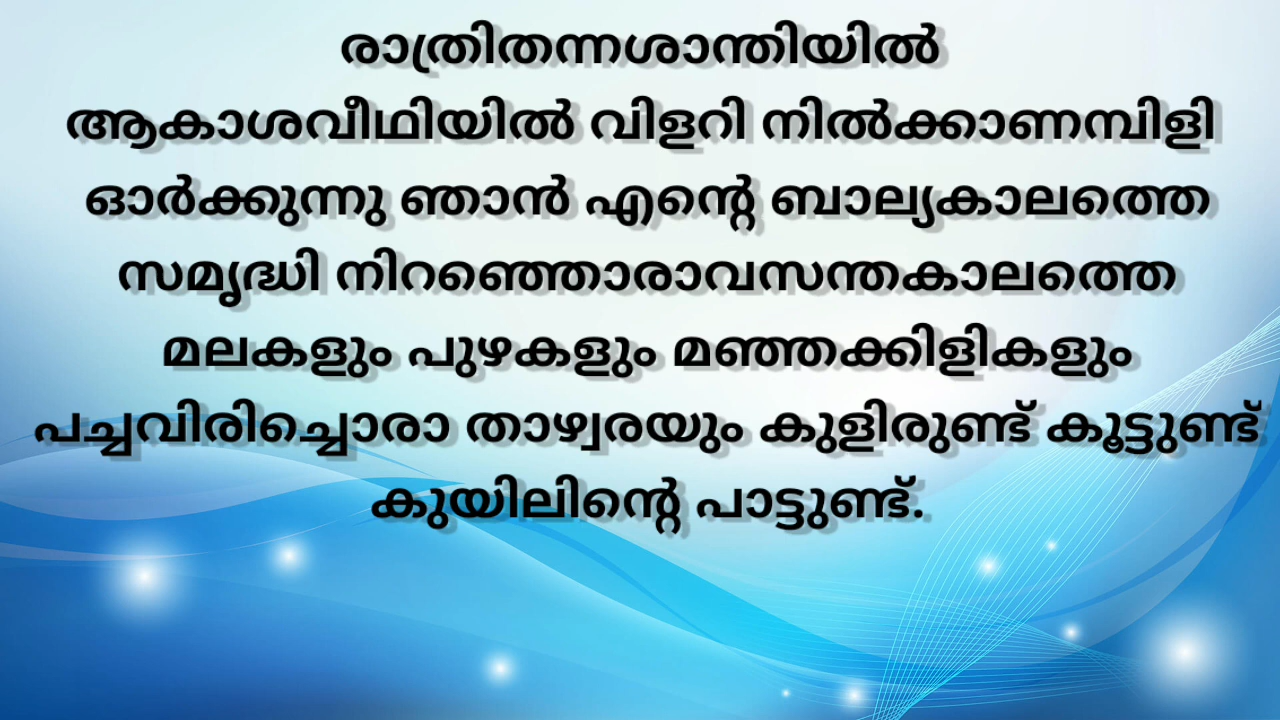 രാത്രിതന്നശാന്തിയിൽ
ആകാശവീഥിയിൽ വിളറി നിൽക്കാണമ്പിളി
ഓർക്കുന്നു ഞാൻ എന്റെ ബാല്യകാലത്തെ
സമൃദ്ധി നിറഞ്ഞൊരാവസന്തകാലത്തെ
മലകളും പുഴകളും മഞ്ഞക്കിളികളും
പച്ചവിരിച്ചൊരാ താഴ്വരയും കുളിരുണ്ട് കൂട്ടുണ്ട്
കുയിലിന്റെ പാട്ടുണ്ട്.